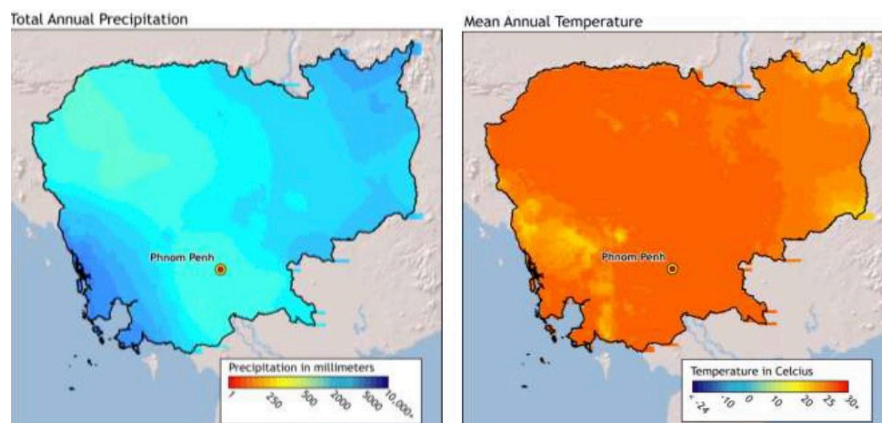 Total Annual Precipitation
Phnom Penh
Precipitation in millimeters
1 250 500 2000 5000 10,000+
Mean Annual Temperature
Phnom Penh
Temperature in Celcius
< -24 -10 0 10 20 25 30+